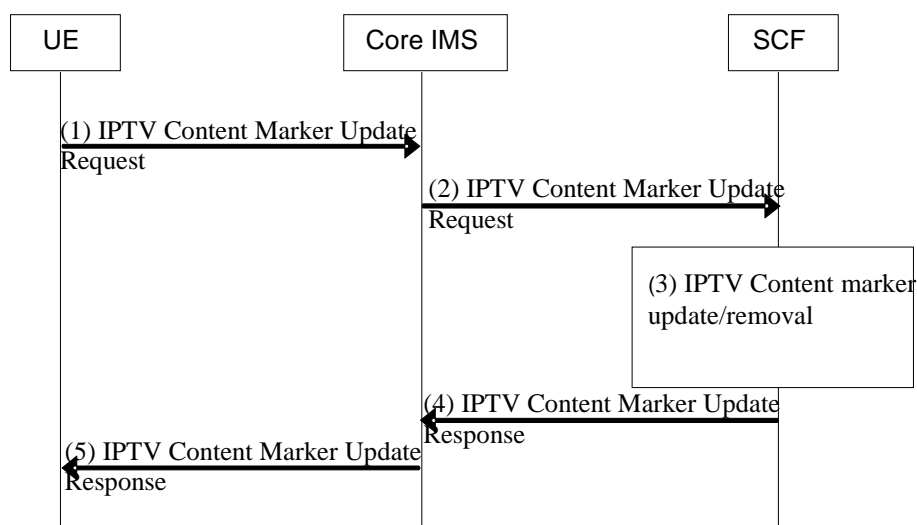 UE
Core IMS
SCF
(1) IPTV Content Marker Update
Request
(2) IPTV Content Marker Update
Request
(3) IPTV Content marker
update/removal
(4) IPTV Content Marker Update
Response
(5) IPTV Content Marker Update
Response